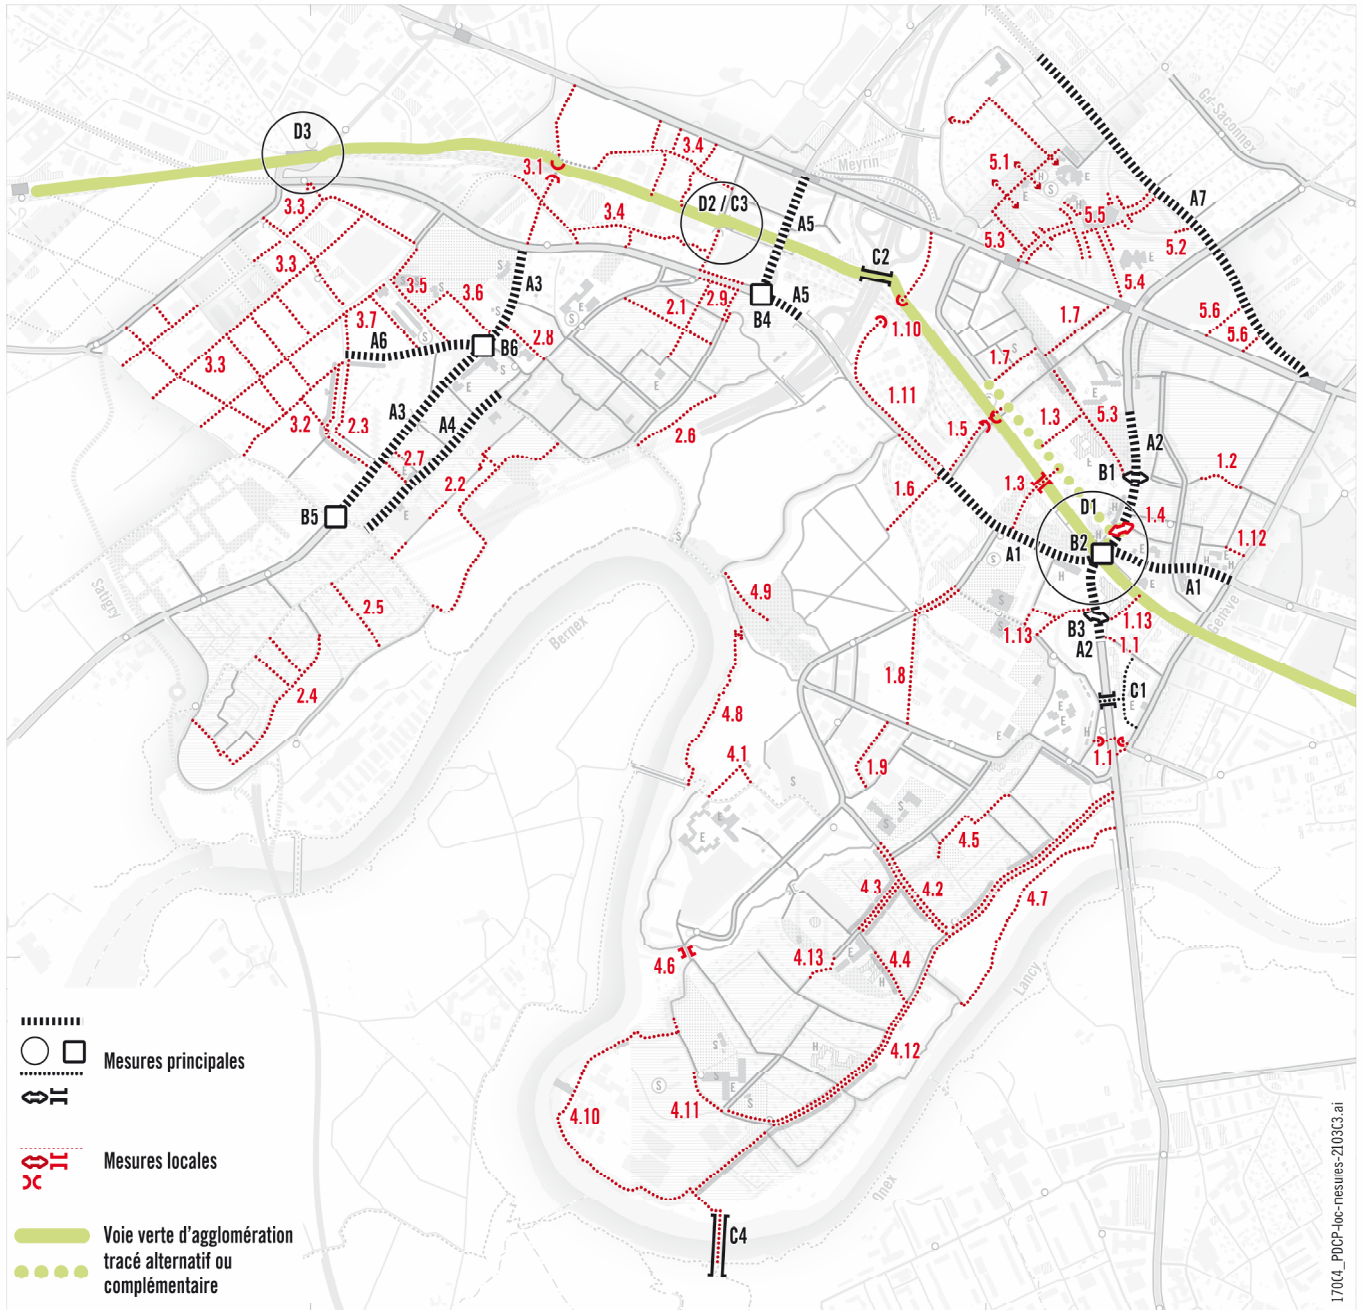 D3
Gd-Saconnex
3.1
3.4
Meyrin
5.1
H
S
E
H
E
A7
3.3
D2 / C3
3.4
A5
5.5
5.2
5.3
C2
E
5.4
3.3
S
S
S
A3
3.5
3.6
E
S
2.1
2.9
A5
B4
1.10
1.7
5.6
5.6
3.7
A6
S
B6
2.8
1.7
S
3.3
E
S
E
1.11
A3
A4
3.2
2.3
1.3
5.3
E
1.5
2.6
A2
E
2.7
2.2
1.6
1.3
B1
1.2
B5
E
D1
1.4
H
B2
A1
1.12
S
H
E
A1
Satigny
2.5
4.9
Bernex
S
S
1.13
B3
1.13
A2
1.1
Genève
1.8
E
E
C1
E
H
2.4
4.8
4.1
1.1
S
1.9
E
S
S
4.5
4.3
4.2
4.7
4.6
4.13
E
4.4
H
Lancy
S
H
4.12
S
E
S
4.10
4.11
Onex
C4
Mesures principales
Mesures locales
Voie verte d'agglomération
tracé alternatif ou
complémentaire
170C4_PDCP-loc-mesures-2103C3.ai